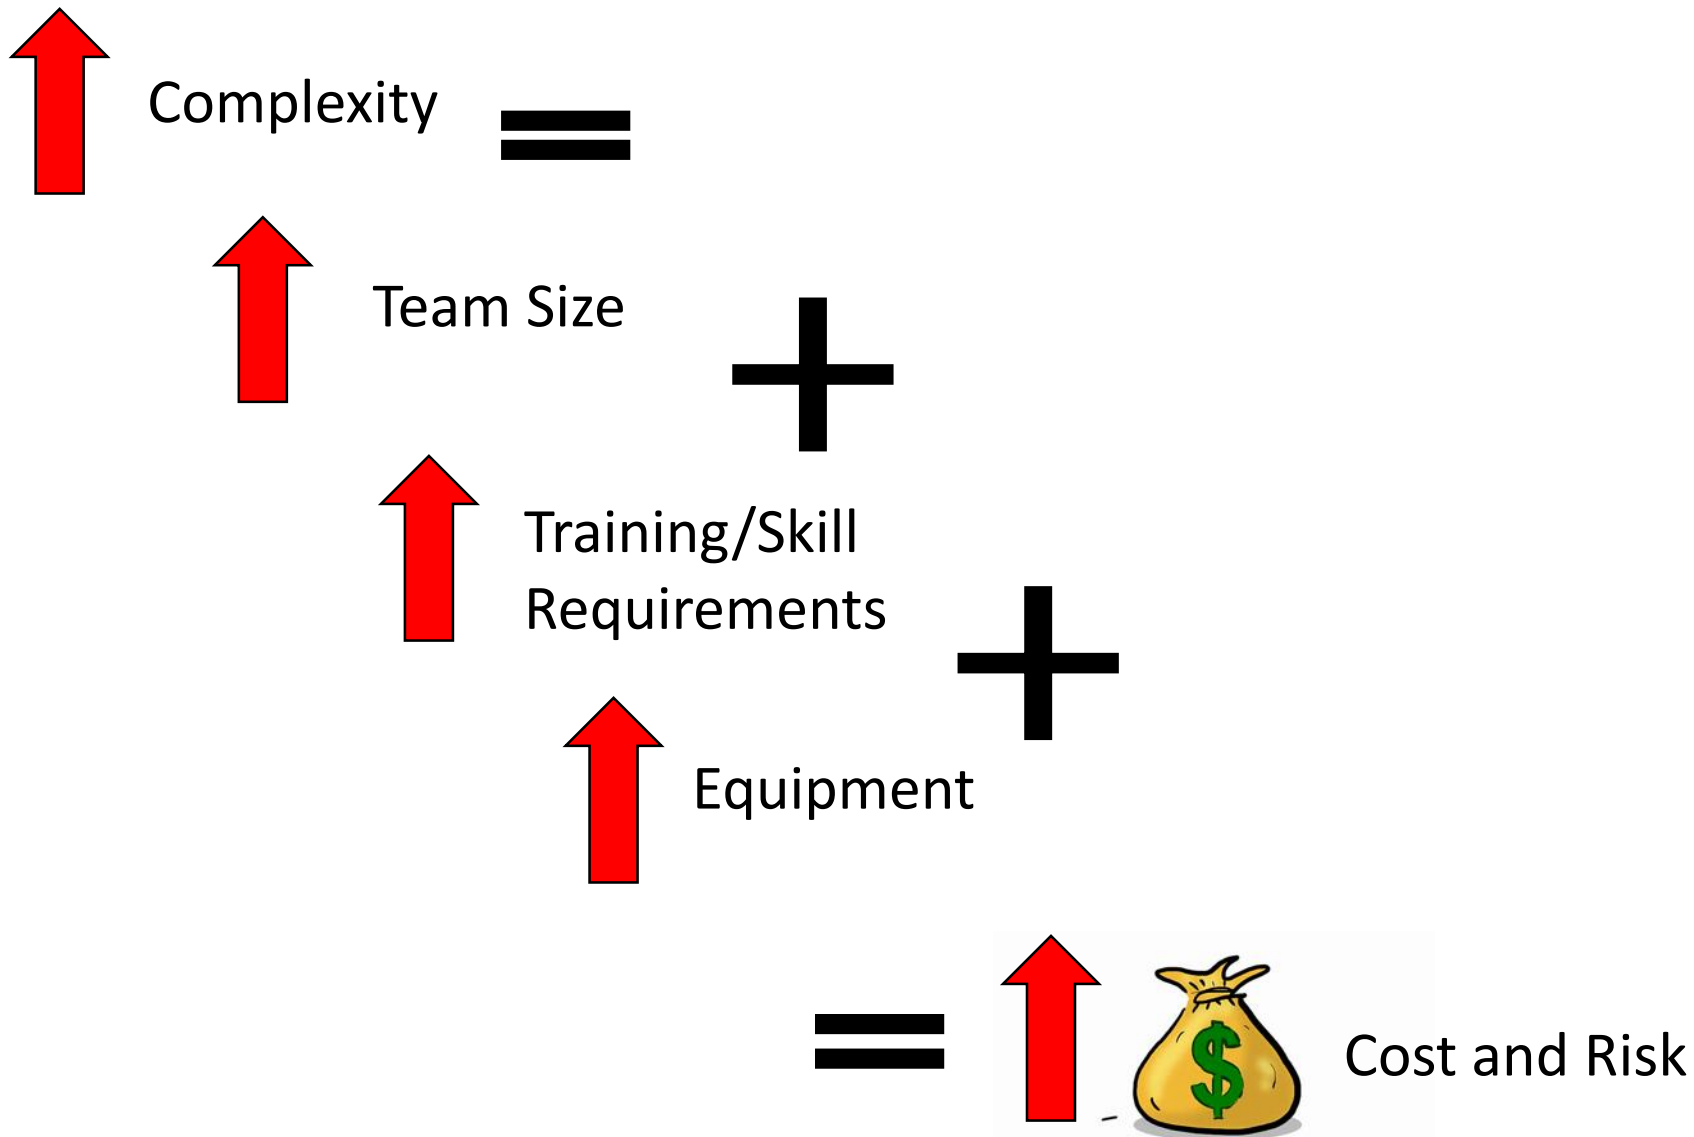 Complexity
=
Team Size
+
Training/Skill
Requirements
+
Equipment
=
$
Cost and Risk